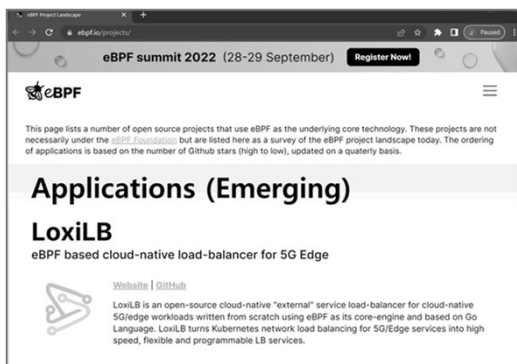 eBPF Project Landscape
ebpf.io/projects/
Paused
eBPF summit 2022 (28-29 September) Register Now!
eBPF
This page lists a number of open source projects that use eBPF as the underlying core technology. These projects are not
necessarily under the eBPF Foundation but are listed here as a survey of the eBPF project landscape today. The ordering
of applications is based on the number of Github stars (high to low), updated on a quaterly basis.
Applications (Emerging)
LoxiLB
eBPF based cloud-native load-balancer for 5G Edge
Website | GitHub
LoxiLB is an open-source cloud-native "external" service load-balancer for cloud-native
5G/edge workloads written from scratch using eBPF as its core-engine and based on Go
Language. LoxiLB turns Kubernetes network load balancing for 5G/Edge services into high
speed, flexible and programmable LB services.